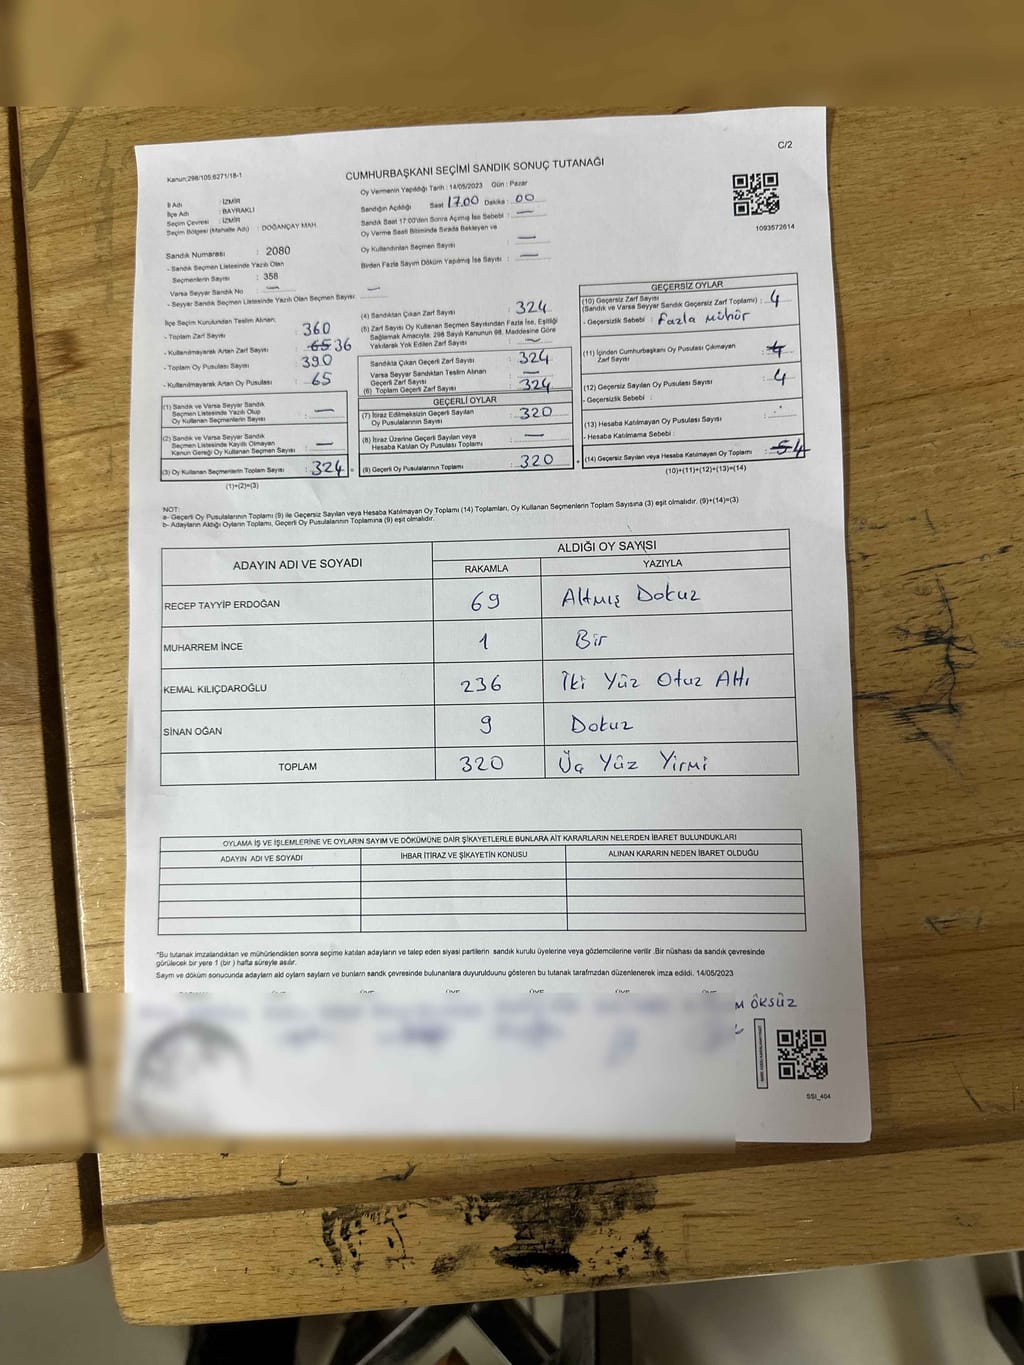 C/2
Kanun:298/105:6271/18-1
CUMHURBAŞKANI SEÇİMİ SANDIK SONUÇ TUTANAĞI
Oy Vermenin Yapıldığı Tarih : 14/05/2023 Gün : Pazar
Sandığın Açıldığı Saat 17.00 Dakika : 00
Sandık Saat 17:00'den Sonra Açımış İse Sebebi : —
Oy Verme Saati Bitiminde Sırada Bekleyen ve
Oy Kullandırılan Seçmen Sayısı : —
Birden Fazla Sayım Döküm Yapılmış İse Sayısı : —
1093572614
İl Adı : İZMİR
İlçe Adı : BAYRAKLI
Seçim Çevresi : İZMİR
Seçim Bölgesi (Mahalle Adı) : DOĞANÇAY MAH.
Sandık Numarası : 2080
- Sandık Seçmen Listesinde Yazılı Olan
Seçmenlerin Sayısı : 358
Varsa Seyyar Sandık No : —
- Seyyar Sandık Seçmen Listesinde Yazılı Olan Seçmen Sayısı: —
İlçe Seçim Kurulundan Teslim Alınan;
- Toplam Zarf Sayısı : 360
- Kullanılmayarak Artan Zarf Sayısı : 65 36
- Toplam Oy Pusulası Sayısı : 390
- Kullanılmayarak Artan Oy Pusulası : 65
(1) Sandık ve Varsa Seyyar Sandık
Seçmen Listesinde Yazılı Olup
Oy Kullanan Seçmenlerin Sayısı : —
(2) Sandık ve Varsa Seyyar Sandık
Seçmen Listesinde Kayıtlı Olmayan
Kanun Gereği Oy Kullanan Seçmen Sayısı : —
(3) Oy Kullanan Seçmenlerin Toplam Sayısı : 324
(1)+(2)=(3)
(4) Sandıktan Çıkan Zarf Sayısı : 324
(5) Zarf Sayısı Oy Kullanan Seçmen Sayısından Fazla İse, Eşitliği
Sağlamak Amacıyla; 298 Sayılı Kanunun 98. Maddesine Göre
Yakılarak Yok Edilen Zarf Sayısı : —
Sandıkta Çıkan Geçerli Zarf Sayısı : 324
Varsa Seyyar Sandıktan Teslim Alınan
Geçerli Zarf Sayısı : —
(6) Toplam Geçerli Zarf Sayısı : 324
GEÇERLİ OYLAR
(7) İtiraz Edilmeksizin Geçerli Sayılan
Oy Pusulalarının Sayısı : 320
(8) İtiraz Üzerine Geçerli Sayılan veya
Hesaba Katılan Oy Pusulası Toplamı : —
(9) Geçerli Oy Pusulalarının Toplamı : 320
GEÇERSİZ OYLAR
(10) Geçersiz Zarf Sayısı
(Sandık ve Varsa Seyyar Sandık Geçersiz Zarf Toplamı) : 4
- Geçersizlik Sebebi : fazla mühür
(11) İçinden Cumhurbaşkanı Oy Pusulası Çıkmayan
Zarf Sayısı : 4
(12) Geçersiz Sayılan Oy Pusulası Sayısı : 4
- Geçersizlik Sebebi :
(13) Hesaba Katılmayan Oy Pusulası Sayısı :
- Hesaba Katılmama Sebebi :
(14) Geçersiz Sayılan veya Hesaba Katılmayan Oy Toplamı : 5 4
(10)+(11)+(12)+(13)=(14)
NOT:
a- Geçerli Oy Pusulalarının Toplamı (9) ile Geçersiz Sayılan veya Hesaba Katılmayan Oy Toplamı (14) Toplamları, Oy Kullanan Seçmenlerin Toplam Sayısına (3) eşit olmalıdır. (9)+(14)=(3)
b- Adayların Aldığı Oyların Toplamı, Geçerli Oy Pusulalarının Toplamına (9) eşit olmalıdır.
ADAYIN ADI VE SOYADI
ALDIĞI OY SAYISI
RAKAMLA YAZIYLA
RECEP TAYYİP ERDOĞAN 69 Altmış Dokuz
MUHARREM İNCE 1 Bir
KEMAL KILIÇDAROĞLU 236 İki Yüz Otuz Altı
SİNAN OĞAN 9 Dokuz
TOPLAM 320 Üç Yüz Yirmi
OYLAMA İŞ VE İŞLEMLERİNE VE OYLARIN SAYIM VE DÖKÜMÜNE DAİR ŞİKAYETLERLE BUNLARA AİT KARARLARIN NELERDEN İBARET BULUNDUKLARI
ADAYIN ADI VE SOYADI İHBAR İTİRAZ VE ŞİKAYETİN KONUSU ALINAN KARARIN NEDEN İBARET OLDUĞU
*Bu tutanak imzalandıktan ve mühürlendikten sonra seçime katılan adayların ve talep eden siyasi partilerin sandık kurulu üyelerine veya gözlemcilerine verilir .Bir nüshası da sandık çevresinde
görülecek bir yere 1 (bir ) hafta süreyle asılır.
Sayım ve döküm sonucunda adayların aldı oyların sayların ve bunların sandık çevresinde bulunanlara duyurulduunu gösteren bu tutanak tarafmzdan düzenlenerek imza edildi. 14/05/2023
M ÖKSÜZ
SSI_404